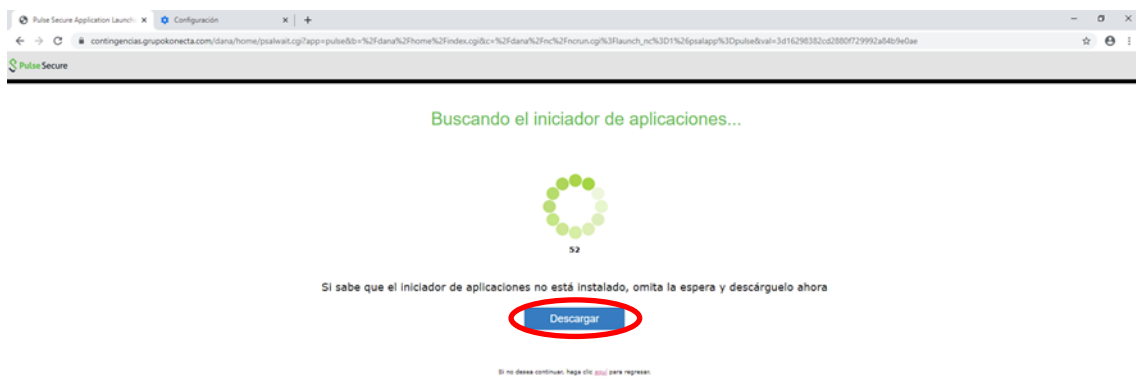 Pulse Secure Application Launch
Configuración
contingencias.grupokonecta.com/dana/home/psalwait.cgi?app=pulse&b=%2Fdana%2Fhome%2Findex.cgi&c=%2Fdana%2Fnc%2Fncrun.cgi%3Flaunch_nc%3D1%26psalapp%3Dpulse&val=3d16298382cd2880f729992a84b9e0ae
Pulse Secure
Buscando el iniciador de aplicaciones...
52
Si sabe que el iniciador de aplicaciones no está instalado, omita la espera y descárguelo ahora
Descargar
Si no desea continuar, haga clic aquí para regresar.